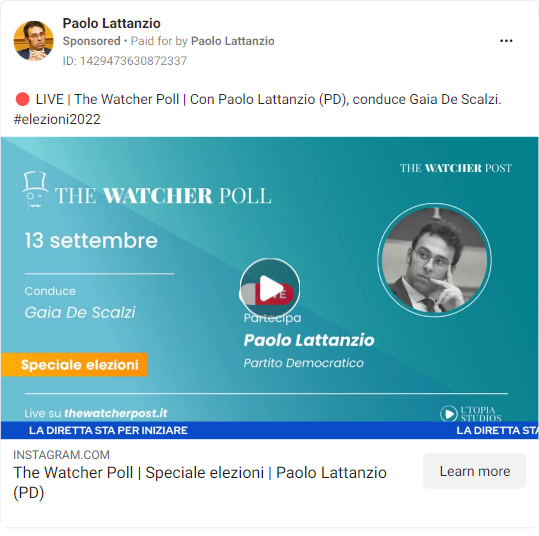 Paolo Lattanzio
Sponsored • Paid for by Paolo Lattanzio
ID: 1429473630872337
🔴 LIVE | The Watcher Poll | Con Paolo Lattanzio (PD), conduce Gaia De Scalzi.
#elezioni2022
THE WATCHER POST
THE WATCHER POLL
13 settembre
Conduce
Gaia De Scalzi
LIVE
Partecipa
Paolo Lattanzio
Partito Democratico
Speciale elezioni
Live su thewatcherpost.it
UTOPIA
STUDIOS
LA DIRETTA STA PER INIZIARE
LA DIRETTA STA
INSTAGRAM.COM
The Watcher Poll | Speciale elezioni | Paolo Lattanzio
(PD)
Learn more